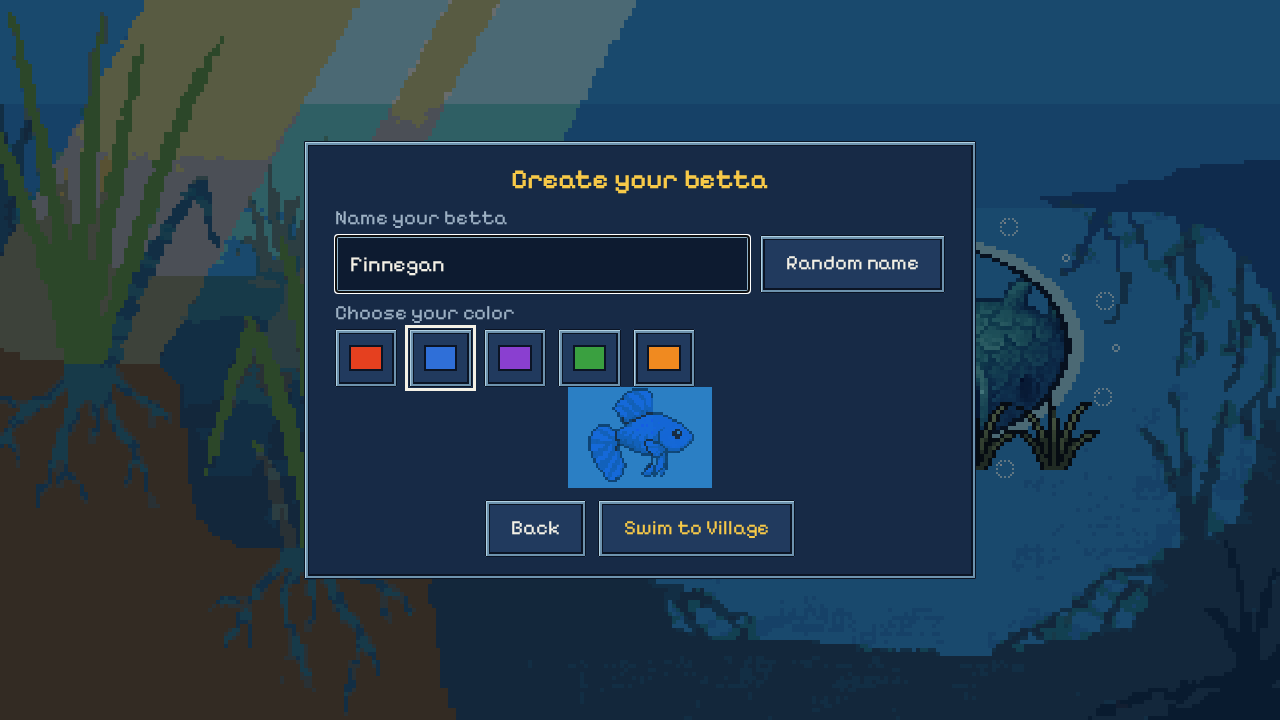 Create your betta
Name your betta
Finnegan
Random name
Choose your color
Back
Swim to Village